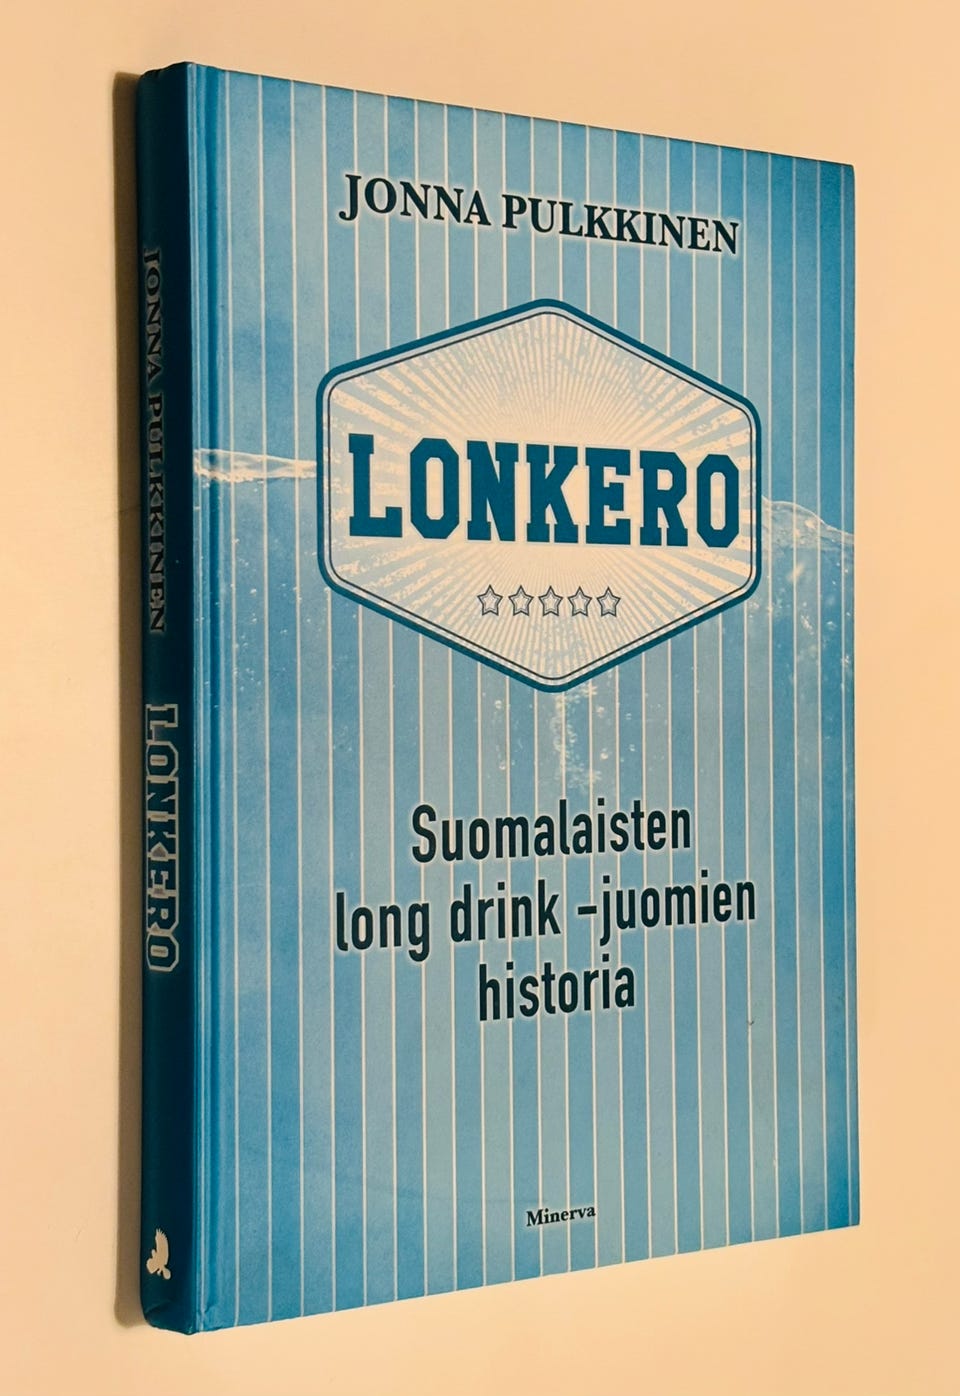 JONNA PULKKINEN
LONKERO
Suomalaisten
long drink -juomien
historia
Minerva
JONNA PULKKINEN LONKERO